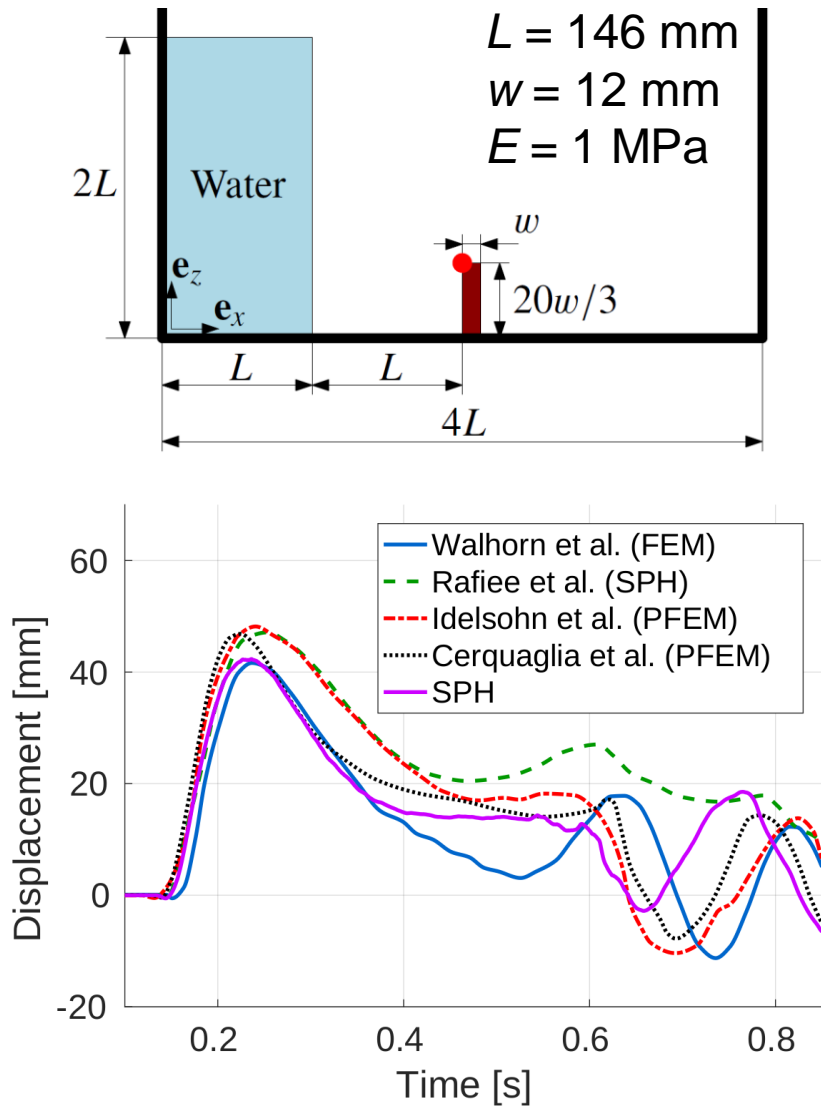 L = 146 mm
w = 12 mm
E = 1 MPa
2L
Water
w
e_z
e_x
20w/3
L
L
4L
Walhorn et al. (FEM)
Rafiee et al. (SPH)
Idelsohn et al. (PFEM)
Cerquaglia et al. (PFEM)
SPH
Displacement [mm]
60
40
20
0
-20
0.2
0.4
0.6
0.8
Time [s]